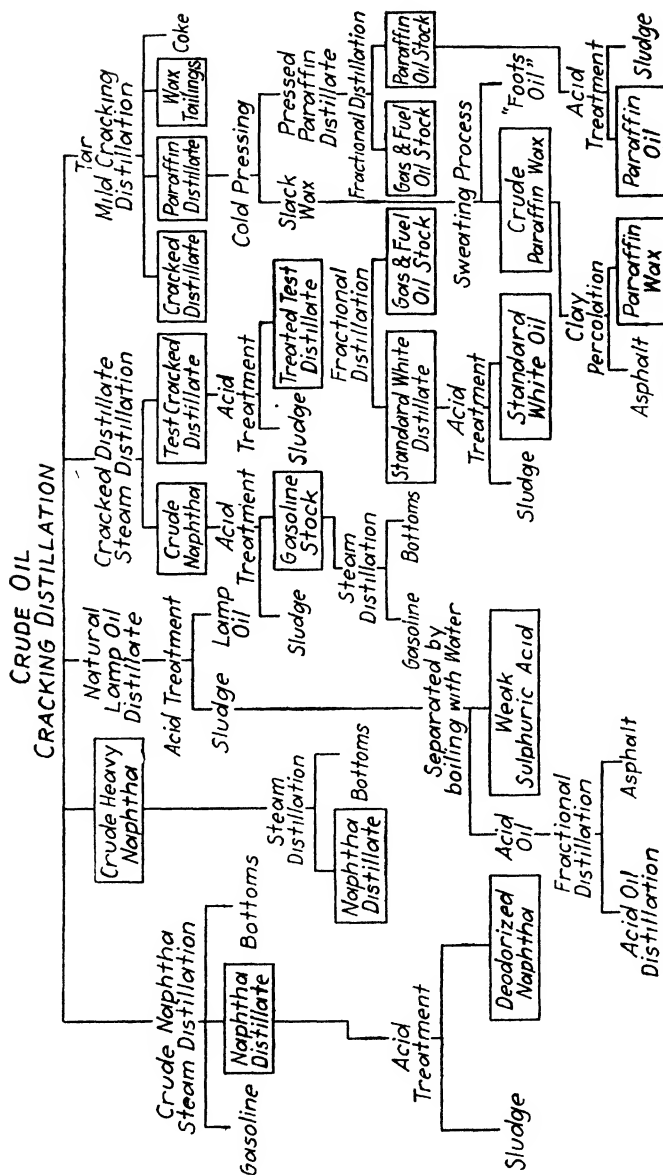 CRUDE OIL
CRACKING DISTILLATION
Crude Naphtha
Steam Distillation
Gasoline
Naphtha
Distillate
Bottoms
Acid
Treatment
Sludge
Deodorized
Naphtha
Crude Heavy
Naphtha
Steam
Distillation
Naphtha
Distillate
Bottoms
Natural
Lamp Oil
Distillate
Acid Treatment
Sludge
Lamp
Oil
Separated by
boiling with Water
Acid
Oil
Weak
Sulphuric Acid
Fractional
Distillation
Acid Oil
Distillation
Asphalt
Cracked Distillate
Steam Distillation
Crude
Naphtha
Test Cracked
Distillate
Acid
Treatment
Sludge
Gasoline
Stock
Steam
Distillation
Gasoline
Bottoms
Acid
Treatment
Sludge
Treated Test
Distillate
Fractional
Distillation
Standard White
Distillate
Gas & Fuel
Oil Stock
Acid
Treatment
Sludge
Standard
White Oil
Tar
Mild Cracking
Distillation
Cracked
Distillate
Paraffin
Distillate
Wax
Tailings
Coke
Cold Pressing
Slack
Wax
Pressed
Paraffin
Distillate
Fractional Distillation
Gas & Fuel
Oil Stock
Paraffin
Oil Stock
Sweating Process
Crude
Paraffin Wax
"Foots
Oil"
Clay
Percolation
Asphalt
Paraffin
Wax
Acid
Treatment
Paraffin
Oil
Sludge